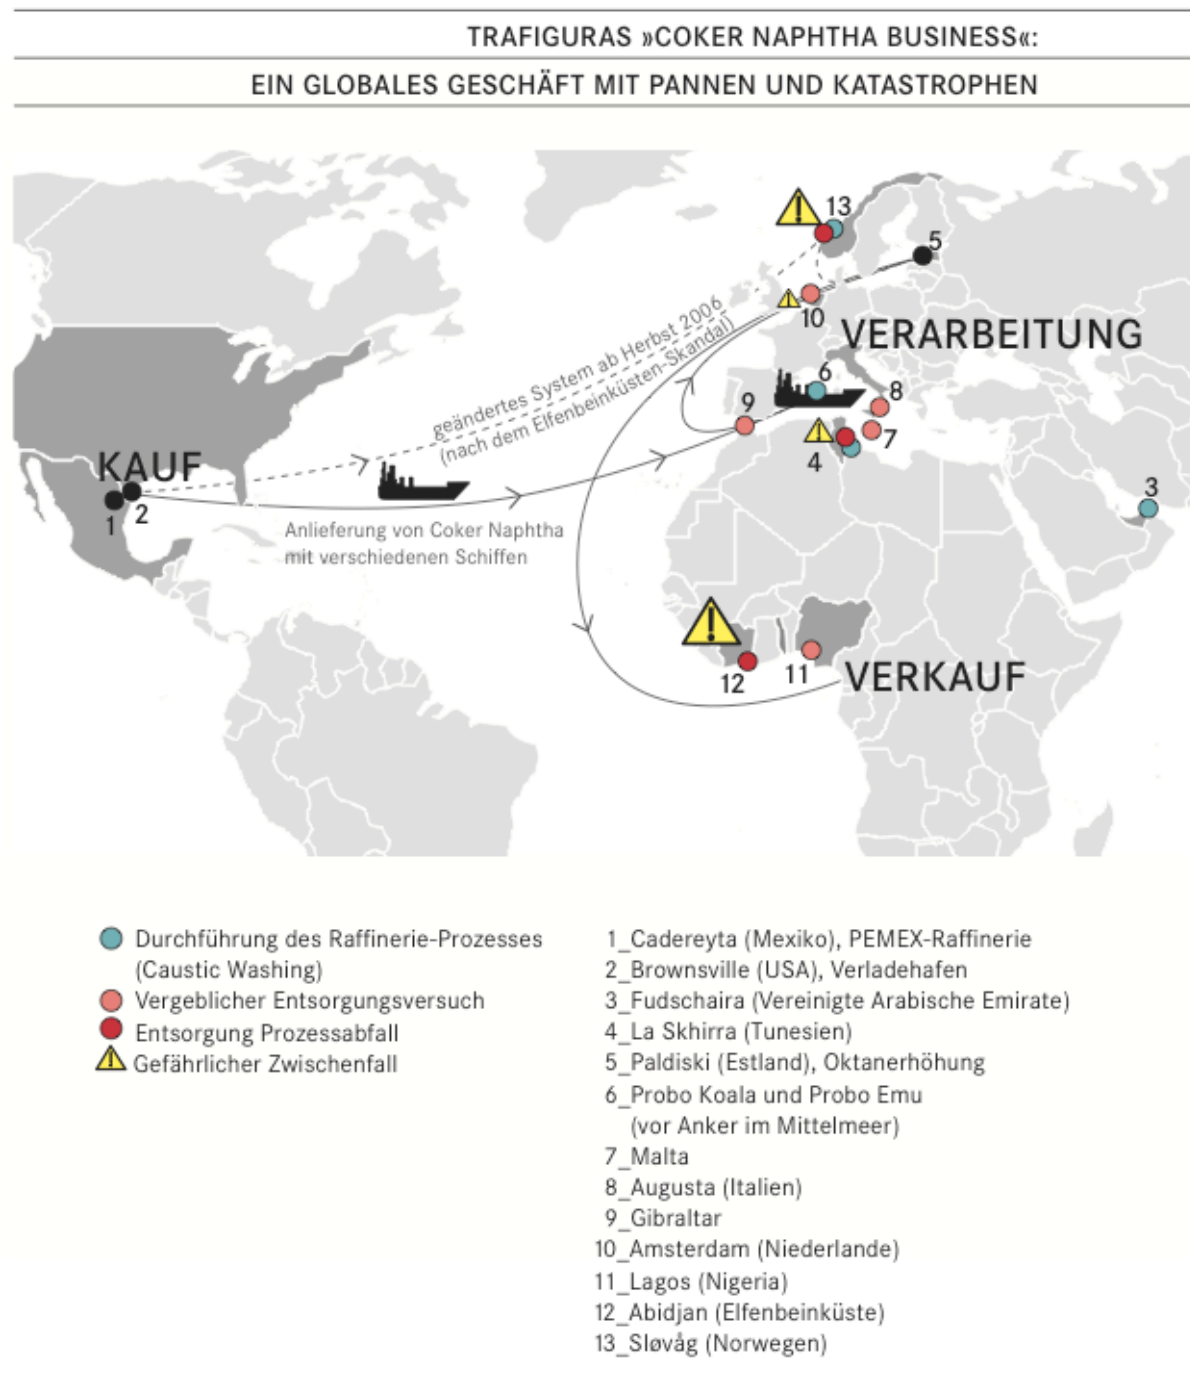 TRAFIGURAS »COKER NAPHTHA BUSINESS«:
EIN GLOBALES GESCHÄFT MIT PANNEN UND KATASTROPHEN
13
5
10
geändertes System ab Herbst 2006
(nach dem Elfenbeinküsten-Skandal)
VERARBEITUNG
6
8
9
7
4
KAUF
1
2
3
Anlieferung von Coker Naphtha
mit verschiedenen Schiffen
12
11
VERKAUF
Durchführung des Raffinerie-Prozesses
(Caustic Washing)
Vergeblicher Entsorgungsversuch
Entsorgung Prozessabfall
Gefährlicher Zwischenfall
1_Cadereyta (Mexiko), PEMEX-Raffinerie
2_Brownsville (USA), Verladehafen
3_Fudschaira (Vereinigte Arabische Emirate)
4_La Skhirra (Tunesien)
5_Paldiski (Estland), Oktanerhöhung
6_Probo Koala und Probo Emu
(vor Anker im Mittelmeer)
7_Malta
8_Augusta (Italien)
9_Gibraltar
10_Amsterdam (Niederlande)
11_Lagos (Nigeria)
12_Abidjan (Elfenbeinküste)
13_Sløvåg (Norwegen)